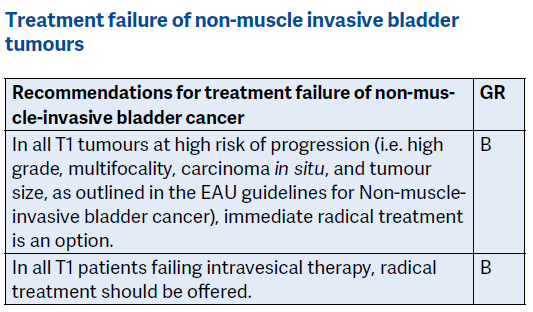 Treatment failure of non-muscle invasive bladder
tumours
Recommendations for treatment failure of non-mus- GR
cle-invasive bladder cancer
In all T1 tumours at high risk of progression (i.e. high B
grade, multifocality, carcinoma in situ, and tumour
size, as outlined in the EAU guidelines for Non-muscle-
invasive bladder cancer), immediate radical treatment
is an option.
In all T1 patients failing intravesical therapy, radical B
treatment should be offered.